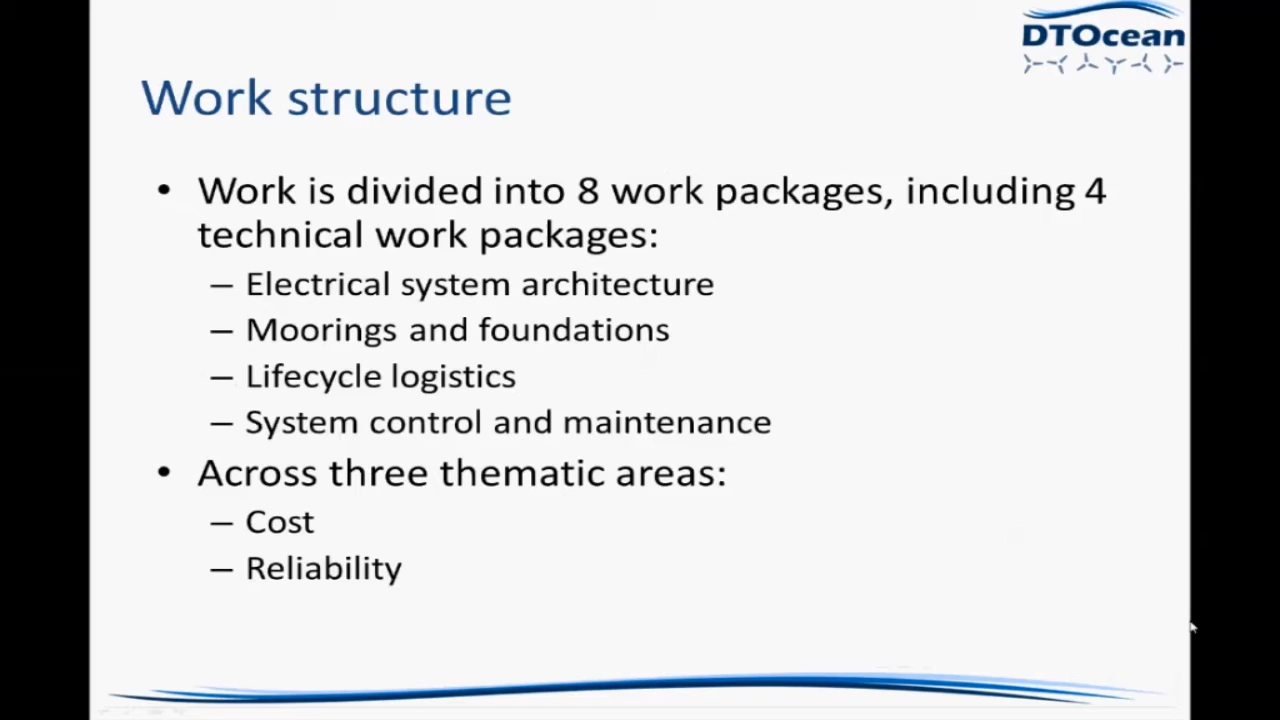 DTOcean
Work structure
• Work is divided into 8 work packages, including 4
technical work packages:
– Electrical system architecture
– Moorings and foundations
– Lifecycle logistics
– System control and maintenance
• Across three thematic areas:
– Cost
– Reliability